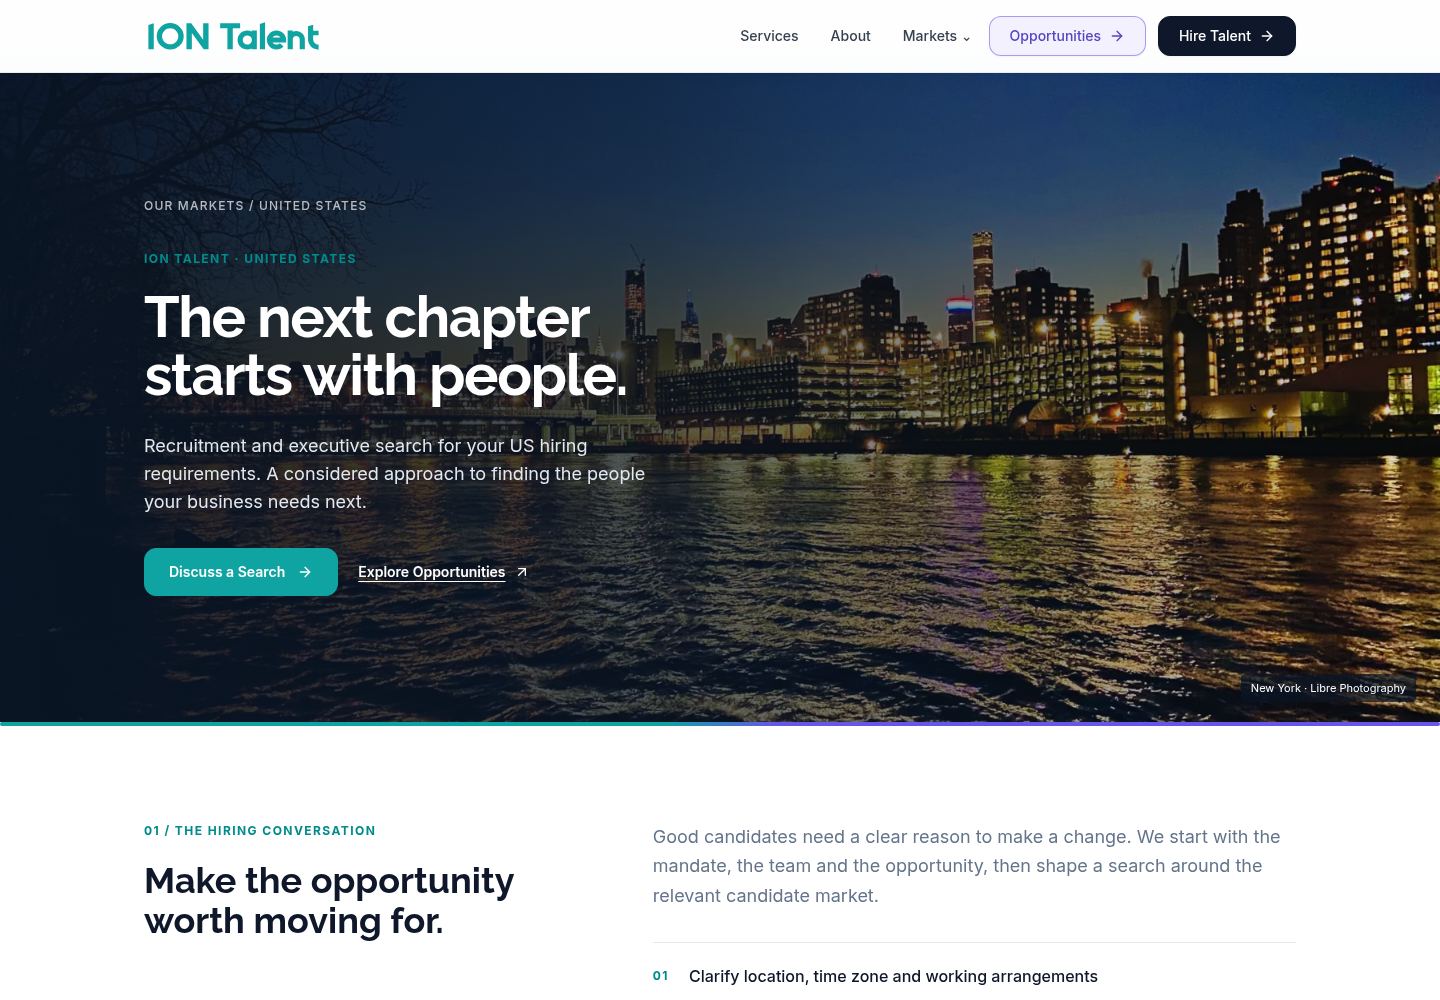 ION Talent
Services
About
Markets
Opportunities →
Hire Talent →
OUR MARKETS / UNITED STATES
ION TALENT · UNITED STATES
The next chapter
starts with people.
Recruitment and executive search for your US hiring
requirements. A considered approach to finding the people
your business needs next.
Discuss a Search →
Explore Opportunities ↗
New York · Libre Photography
01 / THE HIRING CONVERSATION
Make the opportunity
worth moving for.
Good candidates need a clear reason to make a change. We start with the
mandate, the team and the opportunity, then shape a search around the
relevant candidate market.
01 Clarify location, time zone and working arrangements